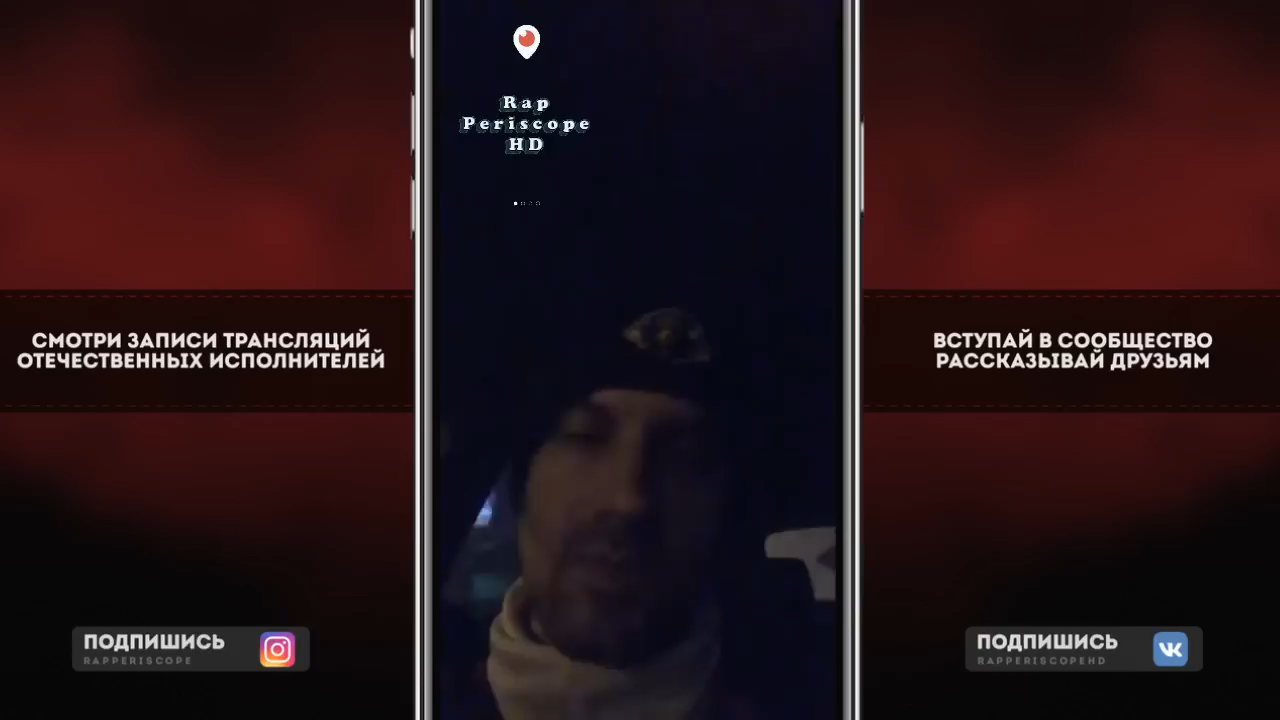 Rap
Periscope
HD
СМОТРИ ЗАПИСИ ТРАНСЛЯЦИЙ
ОТЕЧЕСТВЕННЫХ ИСПОЛНИТЕЛЕЙ
ВСТУПАЙ В СООБЩЕСТВО
РАССКАЗЫВАЙ ДРУЗЬЯМ
ПОДПИШИСЬ
RAPPERISCOPE
ПОДПИШИСЬ
RAPPERISCOPEHD